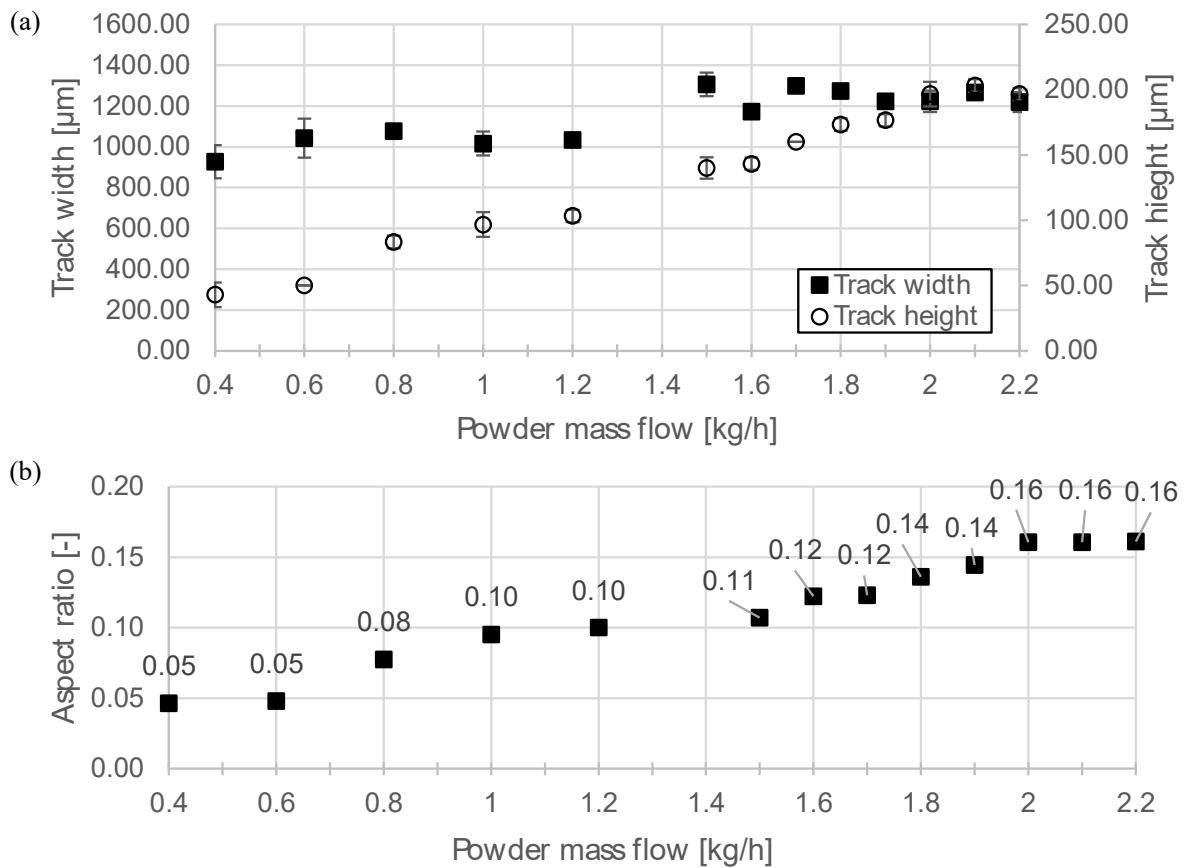 (a)
1600.00
1400.00
1200.00
1000.00
800.00
600.00
400.00
200.00
0.00
Track width [µm]
250.00
200.00
150.00
100.00
50.00
0.00
Track hieght [µm]
Track width
Track height
0.4 0.6 0.8 1 1.2 1.4 1.6 1.8 2 2.2
Powder mass flow [kg/h]
(b)
0.20
0.15
0.10
0.05
0.00
Aspect ratio [-]
0.05 0.05 0.08 0.10 0.10 0.11 0.12 0.12 0.14 0.14 0.16 0.16 0.16
0.4 0.6 0.8 1 1.2 1.4 1.6 1.8 2 2.2
Powder mass flow [kg/h]